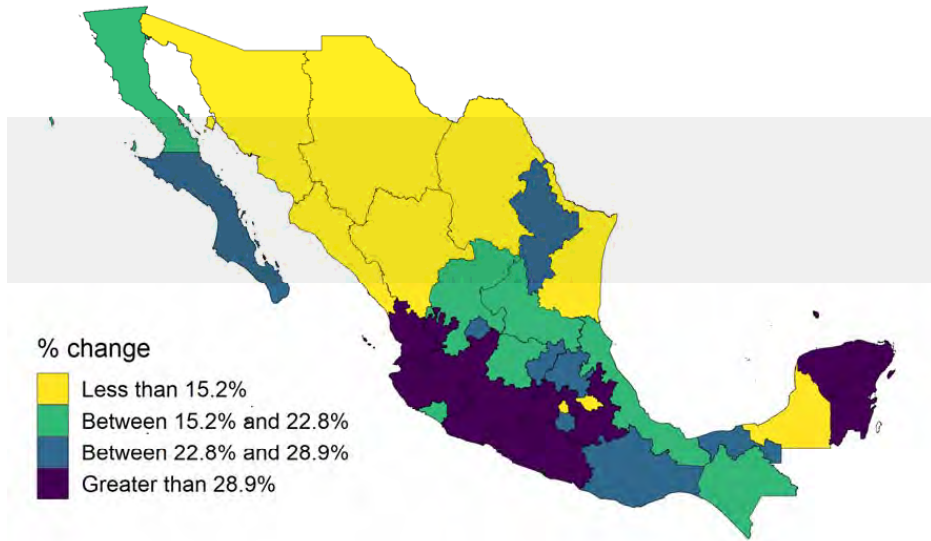 % change
Less than 15.2%
Between 15.2% and 22.8%
Between 22.8% and 28.9%
Greater than 28.9%